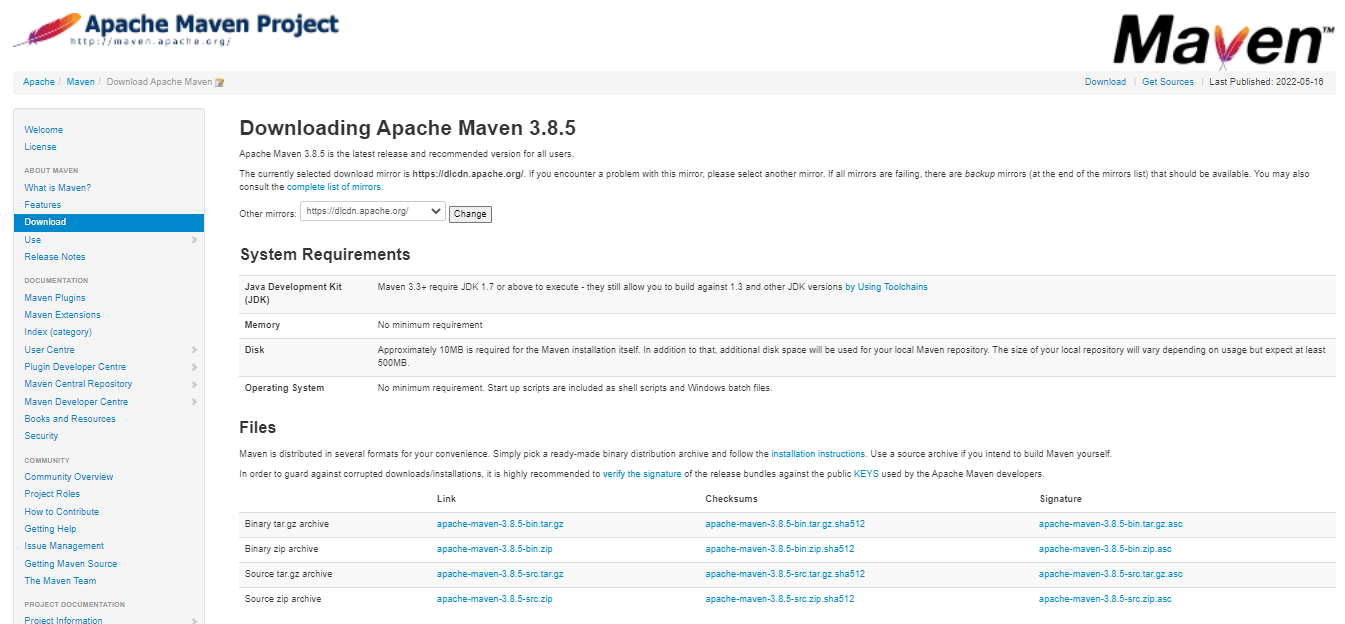 Apache Maven Project
http://maven.apache.org/
Maven™
Apache / Maven / Download Apache Maven
Download | Get Sources | Last Published: 2022-05-16
Welcome
License
ABOUT MAVEN
What is Maven?
Features
Download
Use
Release Notes
DOCUMENTATION
Maven Plugins
Maven Extensions
Index (category)
User Centre
Plugin Developer Centre
Maven Central Repository
Maven Developer Centre
Books and Resources
Security
COMMUNITY
Community Overview
Project Roles
How to Contribute
Getting Help
Issue Management
Getting Maven Source
The Maven Team
PROJECT DOCUMENTATION
Project Information
Downloading Apache Maven 3.8.5
Apache Maven 3.8.5 is the latest release and recommended version for all users.
The currently selected download mirror is https://dlcdn.apache.org/. If you encounter a problem with this mirror, please select another mirror. If all mirrors are failing, there are backup mirrors (at the end of the mirrors list) that should be available. You may also
consult the complete list of mirrors.
Other mirrors: https://dlcdn.apache.org/ Change
System Requirements
Java Development Kit Maven 3.3+ require JDK 1.7 or above to execute - they still allow you to build against 1.3 and other JDK versions by Using Toolchains
(JDK)
Memory No minimum requirement
Disk Approximately 10MB is required for the Maven installation itself. In addition to that, additional disk space will be used for your local Maven repository. The size of your local repository will vary depending on usage but expect at least
500MB.
Operating System No minimum requirement. Start up scripts are included as shell scripts and Windows batch files.
Files
Maven is distributed in several formats for your convenience. Simply pick a ready-made binary distribution archive and follow the installation instructions. Use a source archive if you intend to build Maven yourself.
In order to guard against corrupted downloads/installations, it is highly recommended to verify the signature of the release bundles against the public KEYS used by the Apache Maven developers.
Link Checksums Signature
Binary tar.gz archive apache-maven-3.8.5-bin.tar.gz apache-maven-3.8.5-bin.tar.gz.sha512 apache-maven-3.8.5-bin.tar.gz.asc
Binary zip archive apache-maven-3.8.5-bin.zip apache-maven-3.8.5-bin.zip.sha512 apache-maven-3.8.5-bin.zip.asc
Source tar.gz archive apache-maven-3.8.5-src.tar.gz apache-maven-3.8.5-src.tar.gz.sha512 apache-maven-3.8.5-src.tar.gz.asc
Source zip archive apache-maven-3.8.5-src.zip apache-maven-3.8.5-src.zip.sha512 apache-maven-3.8.5-src.zip.asc